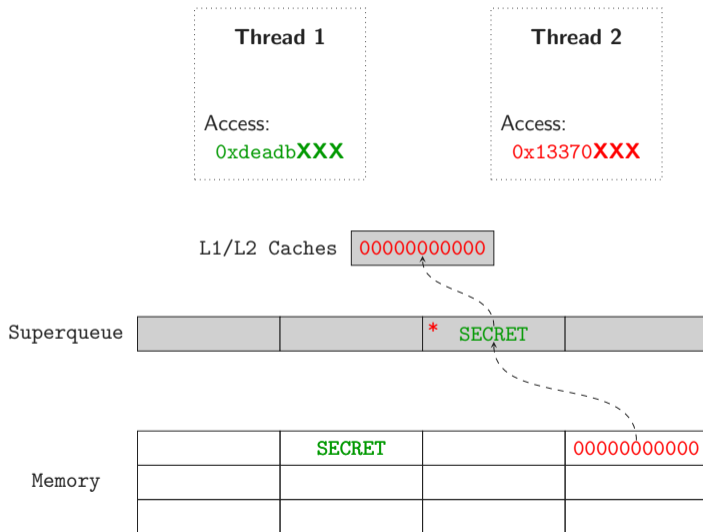 Thread 1
Thread 2
Access:
0xdeadbXXX
Access:
0x13370XXX
L1/L2 Caches
00000000000
Superqueue
* SECRET
SECRET
00000000000
Memory